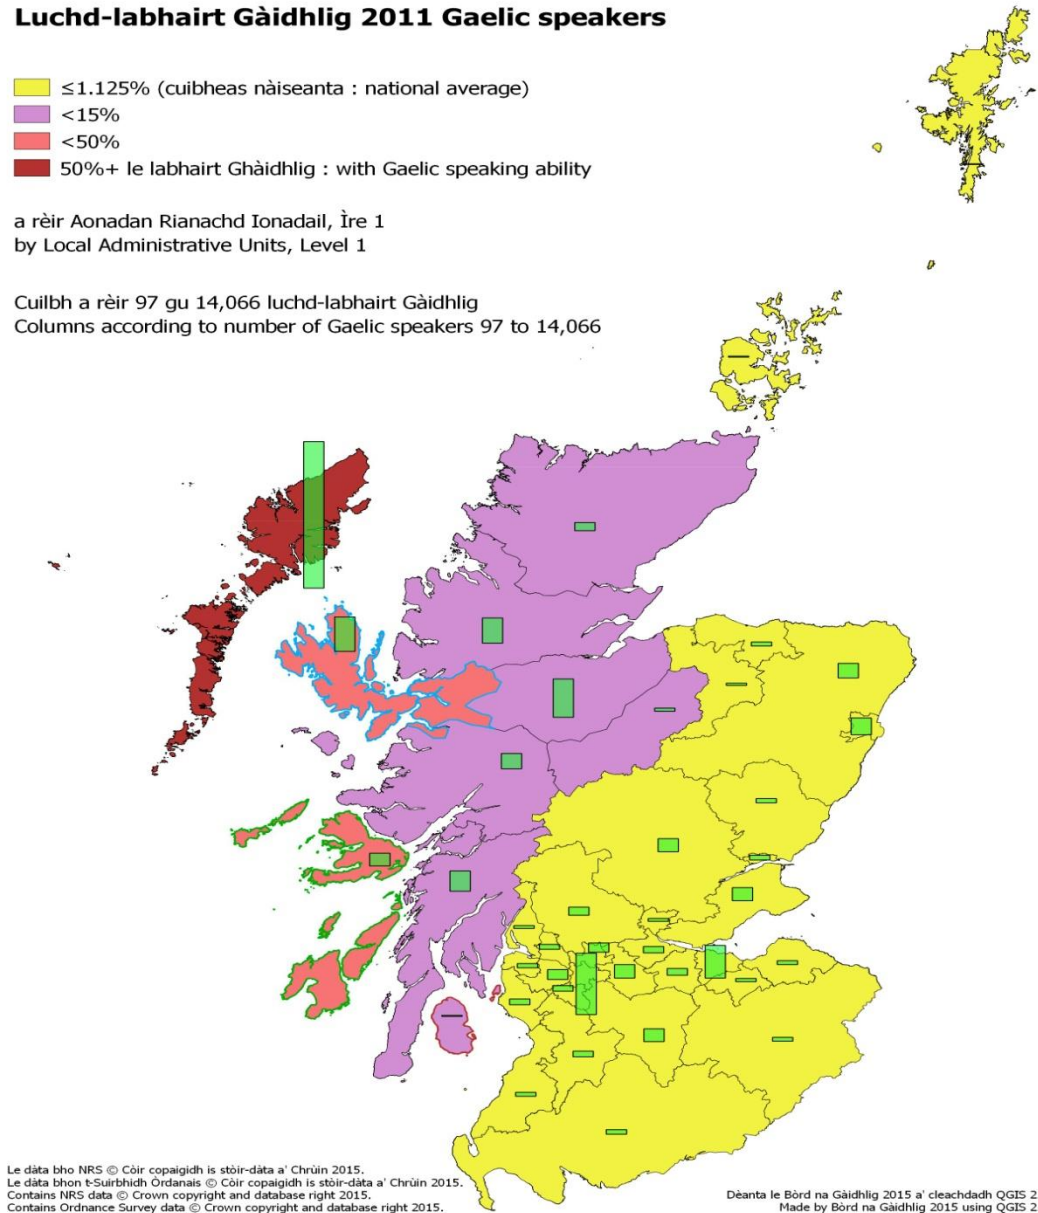 Luchd-labhairt Gàidhlig 2011 Gaelic speakers
≤1.125% (cuibheas nàiseanta : national average)
<15%
<50%
50%+ le labhairt Ghàidhlig : with Gaelic speaking ability
a rèir Aonadan Rianachd Ionadail, Ìre 1
by Local Administrative Units, Level 1
Cuilbh a rèir 97 gu 14,066 luchd-labhairt Gàidhlig
Columns according to number of Gaelic speakers 97 to 14,066
Le dàta bho NRS © Còir copaigidh is stòir-dàta a' Chrùin 2015.
Le dàta bhon t-Suirbhidh Òrdanais © Còir copaigidh is stòir-dàta a' Chrùin 2015.
Contains NRS data © Crown copyright and database right 2015.
Contains Ordnance Survey data © Crown copyright and database right 2015.
Dèanta le Bòrd na Gàidhlig 2015 a' cleachdadh QGIS 2
Made by Bòrd na Gàidhlig 2015 using QGIS 2